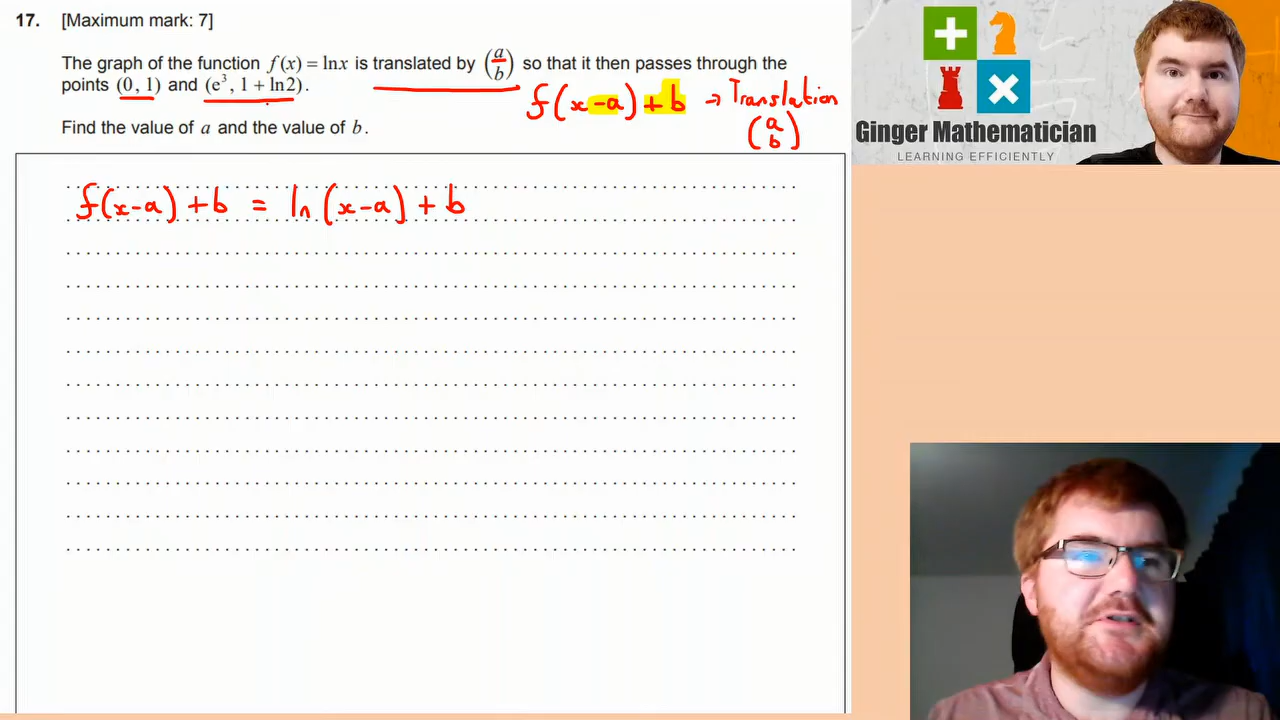 17. [Maximum mark: 7]
The graph of the function f(x) = lnx is translated by (a b) so that it then passes through the
points (0, 1) and (e³, 1 + ln2).
f(x -a) + b → Translation
(a b)
Find the value of a and the value of b.
f(x-a) + b = ln(x-a) + b
Ginger Mathematician
LEARNING EFFICIENTLY